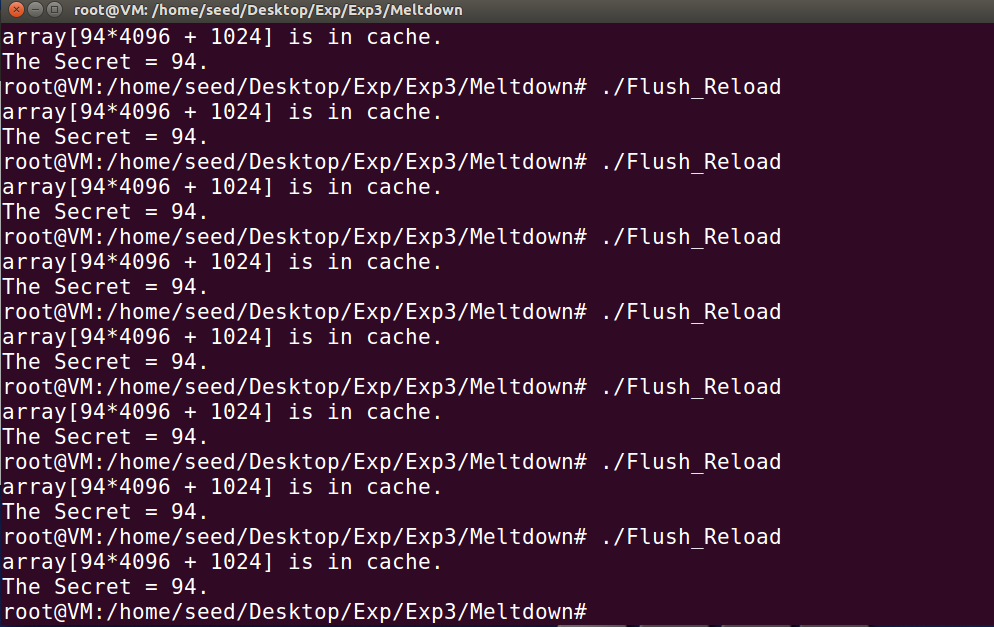 root@VM: /home/seed/Desktop/Exp/Exp3/Meltdown
array[94*4096 + 1024] is in cache.
The Secret = 94.
root@VM:/home/seed/Desktop/Exp/Exp3/Meltdown# ./Flush_Reload
array[94*4096 + 1024] is in cache.
The Secret = 94.
root@VM:/home/seed/Desktop/Exp/Exp3/Meltdown# ./Flush_Reload
array[94*4096 + 1024] is in cache.
The Secret = 94.
root@VM:/home/seed/Desktop/Exp/Exp3/Meltdown# ./Flush_Reload
array[94*4096 + 1024] is in cache.
The Secret = 94.
root@VM:/home/seed/Desktop/Exp/Exp3/Meltdown# ./Flush_Reload
array[94*4096 + 1024] is in cache.
The Secret = 94.
root@VM:/home/seed/Desktop/Exp/Exp3/Meltdown# ./Flush_Reload
array[94*4096 + 1024] is in cache.
The Secret = 94.
root@VM:/home/seed/Desktop/Exp/Exp3/Meltdown# ./Flush_Reload
array[94*4096 + 1024] is in cache.
The Secret = 94.
root@VM:/home/seed/Desktop/Exp/Exp3/Meltdown# ./Flush_Reload
array[94*4096 + 1024] is in cache.
The Secret = 94.
root@VM:/home/seed/Desktop/Exp/Exp3/Meltdown#